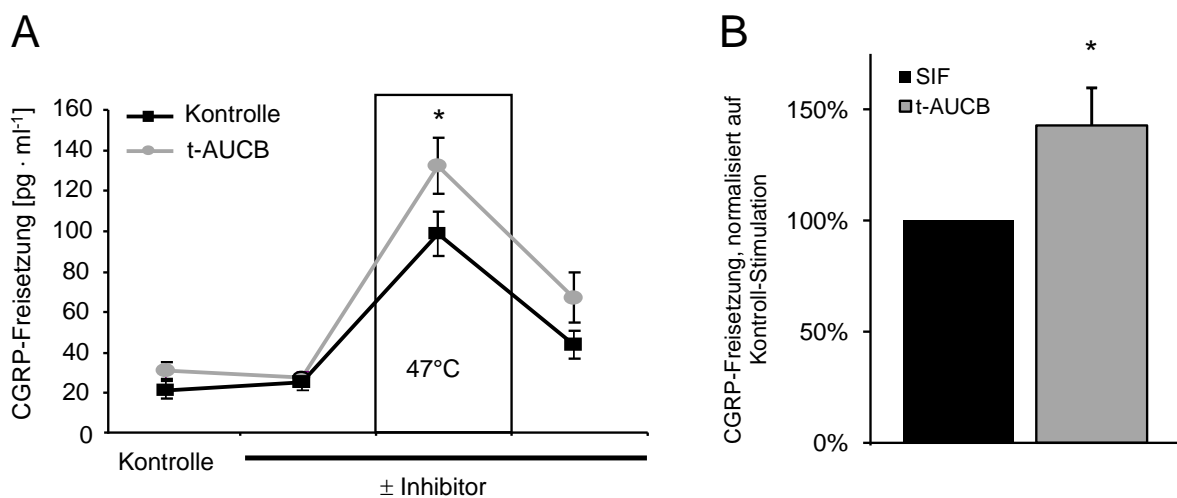 A
CGRP-Freisetzung [pg · ml-1]
160
140
120
100
80
60
40
20
0
Kontrolle
t-AUCB
*
47°C
Kontrolle
± Inhibitor
B
CGRP-Freisetzung, normalisiert auf
Kontroll-Stimulation
150%
100%
50%
0%
SIF
t-AUCB
*